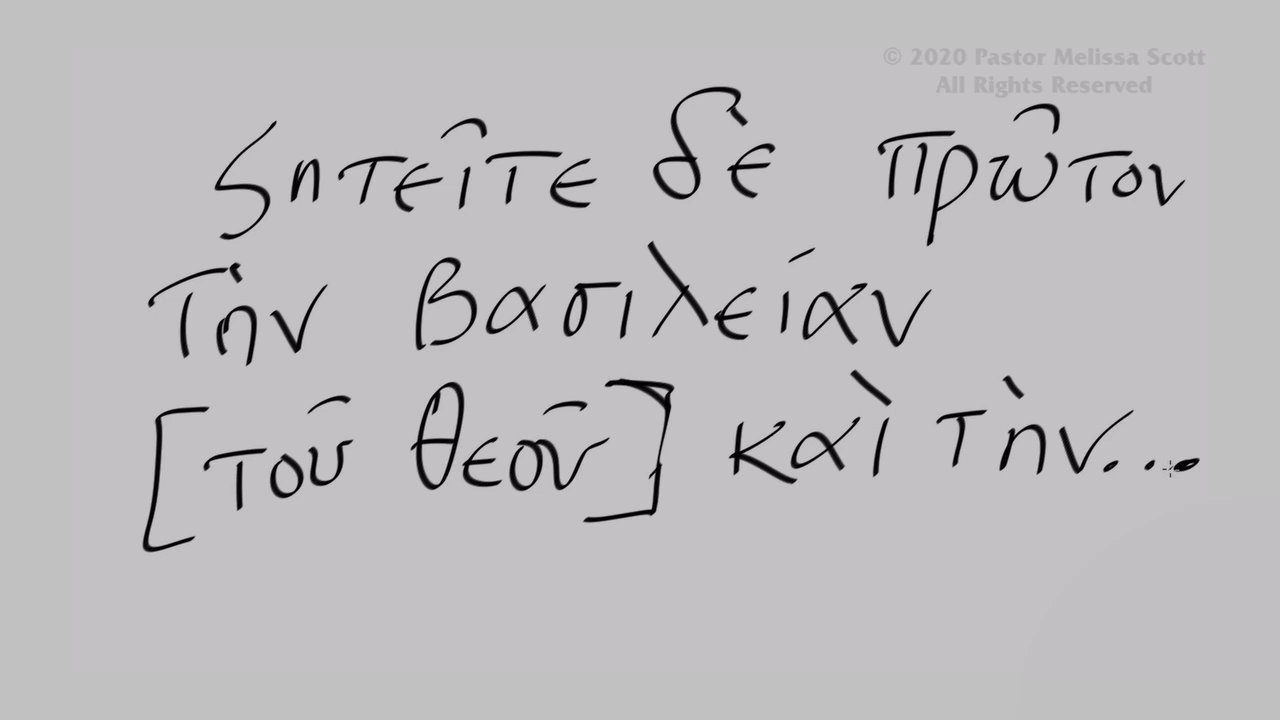 © 2020 Pastor Melissa Scott
All Rights Reserved
ζητεῖτε δὲ πρῶτον
τὴν βασιλείαν
[τοῦ θεοῦ] καὶ τὴν...